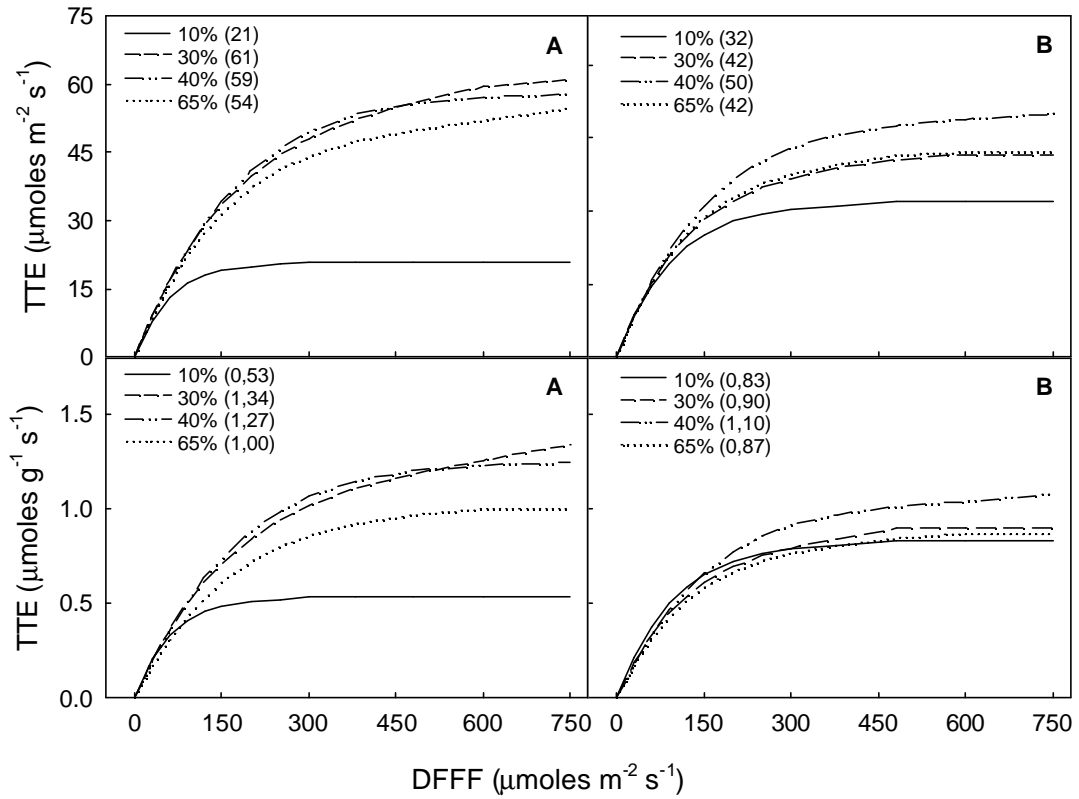 75
60
45
30
15
0
TTE (μmoles m⁻² s⁻¹)
10% (21)
30% (61)
40% (59)
65% (54)
A
10% (32)
30% (42)
40% (50)
65% (42)
B
1.5
1.0
0.5
0.0
TTE (μmoles g⁻¹ s⁻¹)
10% (0,53)
30% (1,34)
40% (1,27)
65% (1,00)
A
10% (0,83)
30% (0,90)
40% (1,10)
65% (0,87)
B
0 150 300 450 600 750
0 150 300 450 600 750
DFFF (μmoles m⁻² s⁻¹)